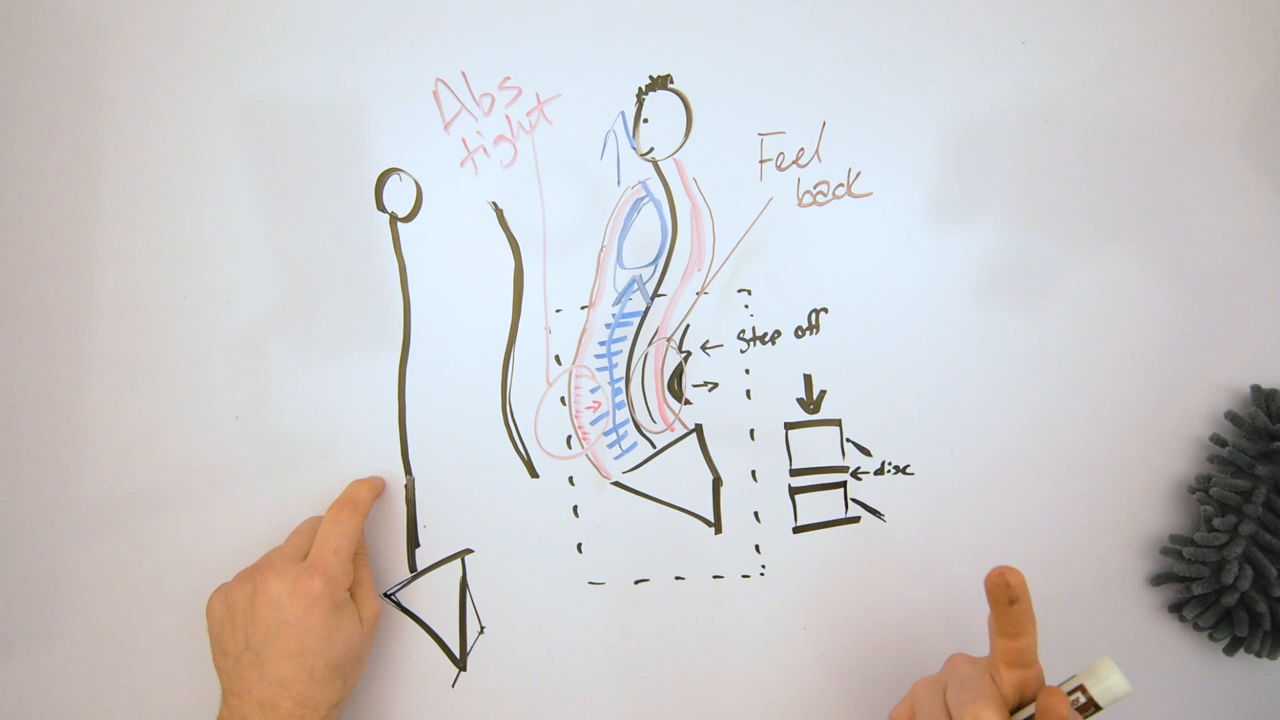 Abs
tight
Feel
back
← Step off
← disc